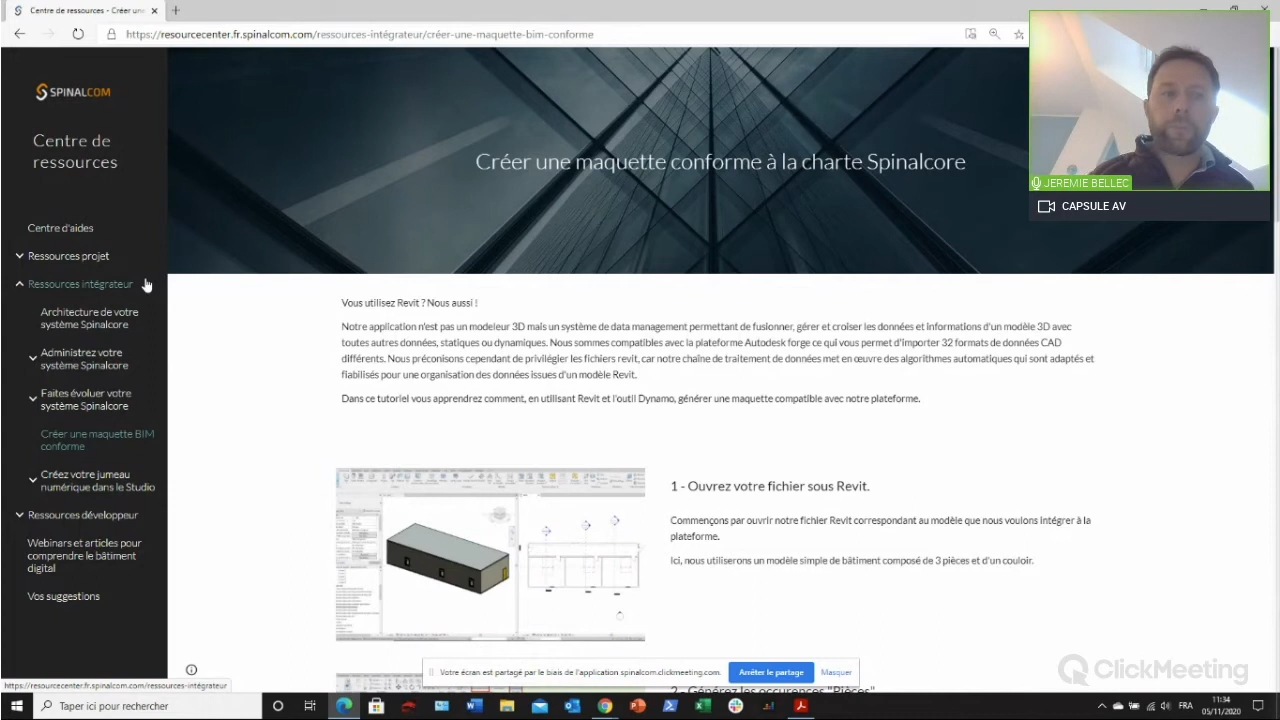 Centre de ressources - Créer une
https://resourcecenter.fr.spinalcom.com/ressources-intégrateur/créer-une-maquette-bim-conforme
SPINALCOM
Centre de
ressources
Centre d'aides
Ressources projet
Ressources intégrateur
Architecture de votre
système Spinalcore
Administrez votre
système Spinalcore
Faites évoluer votre
système Spinalcore
Créer une maquette BIM
conforme
Créez votre jumeau
numérique dans le Studio
Ressources développeur
Webinars et articles pour
comprendre le bâtiment
digital
Vos suggestions
Créer une maquette conforme à la charte Spinalcore
JEREMIE BELLEC
CAPSULE AV
Vous utilisez Revit ? Nous aussi !
Notre application n'est pas un modeleur 3D mais un système de data management permettant de fusionner, gérer et croiser les données et informations d'un modèle 3D avec
toutes autres données, statiques ou dynamiques. Nous sommes compatibles avec la plateforme Autodesk forge ce qui vous permet d'importer 32 formats de données CAD
différents. Nous préconisons cependant de privilégier les fichiers revit, car notre chaîne de traitement de données met en œuvre des algorithmes automatiques qui sont adaptés et
fiabilisés pour une organisation des données issues d'un modèle Revit.
Dans ce tutoriel vous apprendrez comment, en utilisant Revit et l'outil Dynamo, générer une maquette compatible avec notre plateforme.
1 - Ouvrez votre fichier sous Revit.
Commençons par ouvrir notre fichier Revit correspondant au modèle que nous voulons intégrer à la
plateforme.
Ici, nous utiliserons un modèle simple de bâtiment composé de 3 pièces et d'un couloir.
2 - Générez les occurences "Pièces"
Votre écran est partagé par le biais de l'application spinalcom.clickmeeting.com.
Arrêter le partage
Masquer
ClickMeeting
https://resourcecenter.fr.spinalcom.com/ressources-intégrateur
Taper ici pour rechercher
FRA
11:34
05/11/2020